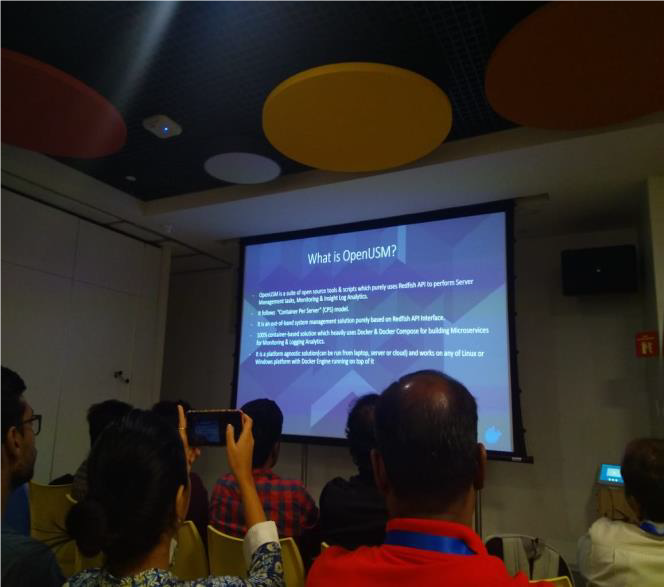 What is OpenUSM?
OpenUSM is a suite of open source tools & scripts which purely uses Redfish API to perform Server
Management tasks, Monitoring & Insight Log Analytics.
It follows "Container Per Server" (CPS) model.
It is an out-of-band system management solution purely based on Redfish API Interface.
100% container-based solution which heavily uses Docker & Docker Compose for building Microservices
for Monitoring & Logging Analytics.
It is a platform agnostic solution(can be run from laptop, server or cloud) and works on any of Linux or
Windows platform with Docker Engine running on top of it